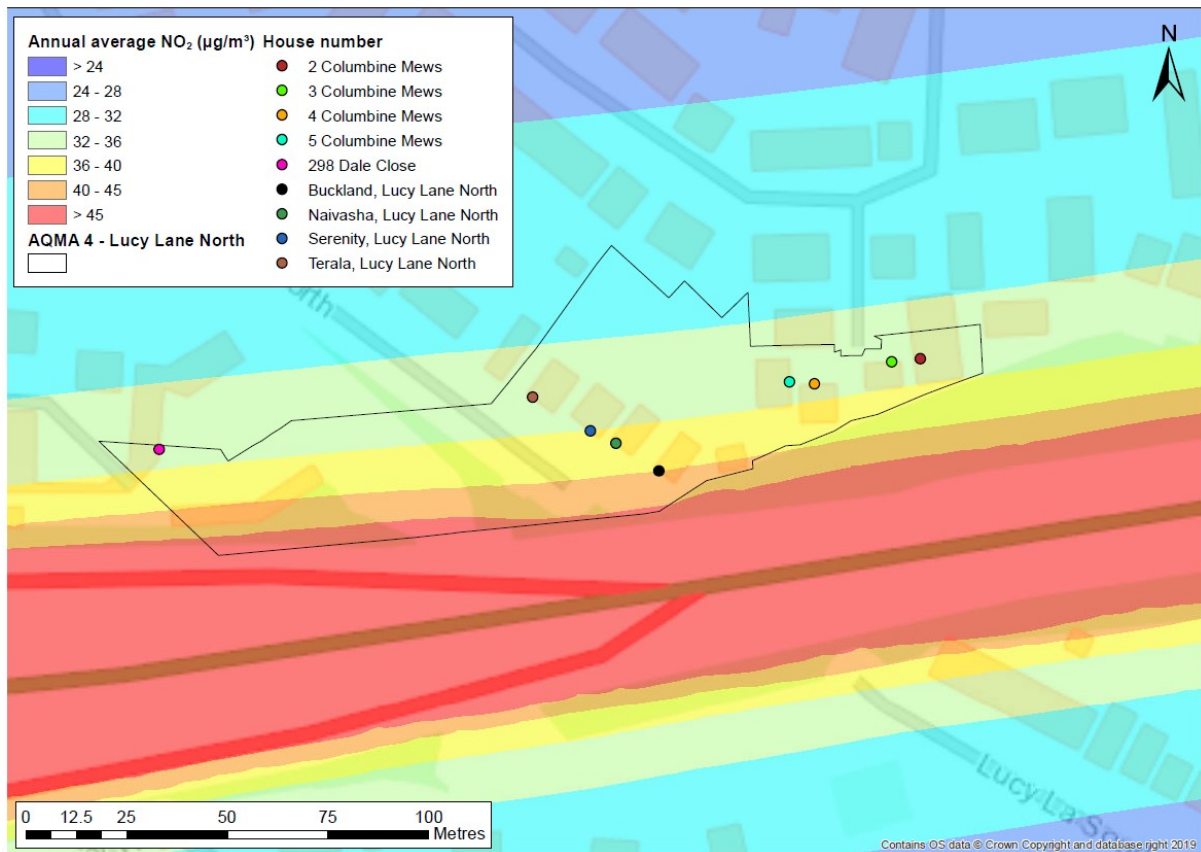 Annual average NO₂ (µg/m³) House number
> 24
24 - 28
28 - 32
32 - 36
36 - 40
40 - 45
> 45
AQMA 4 - Lucy Lane North
2 Columbine Mews
3 Columbine Mews
4 Columbine Mews
5 Columbine Mews
298 Dale Close
Buckland, Lucy Lane North
Naivasha, Lucy Lane North
Serenity, Lucy Lane North
Terala, Lucy Lane North
N
orth
Lucy La
So
0 12.5 25 50 75 100
Metres
Contains OS data © Crown Copyright and database right 2019